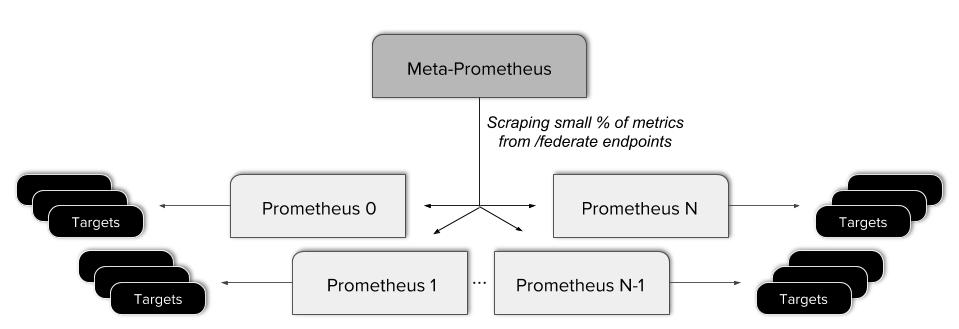 Meta-Prometheus
Scraping small % of metrics
from /federate endpoints
Prometheus 0
Prometheus N
Targets
Targets
Prometheus 1
...
Prometheus N-1
Targets
Targets